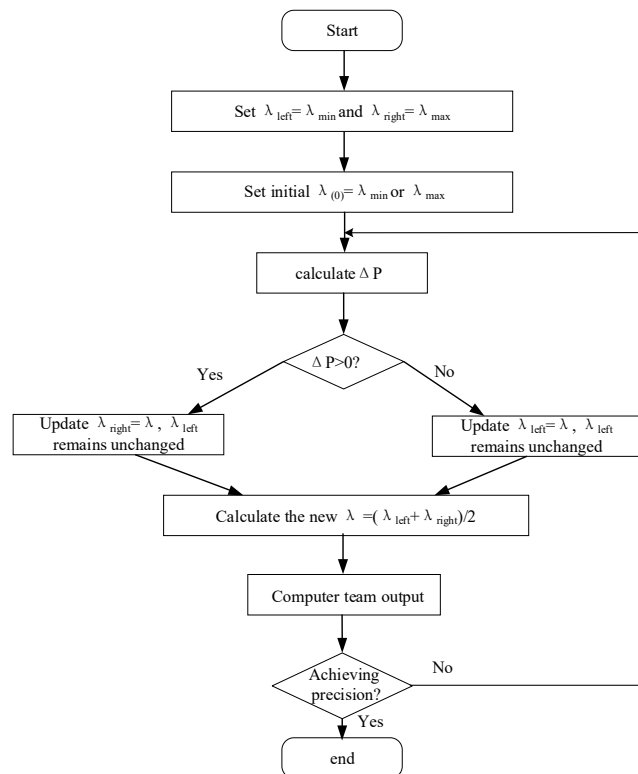 Start
Set λ left= λ min and λ right= λ max
Set initial λ (0)= λ min or λ max
calculate Δ P
Δ P>0?
Yes
No
Update λ right= λ , λ left
remains unchanged
Update λ left= λ , λ left
remains unchanged
Calculate the new λ =( λ left+ λ right)/2
Computer team output
Achieving
precision?
No
Yes
end